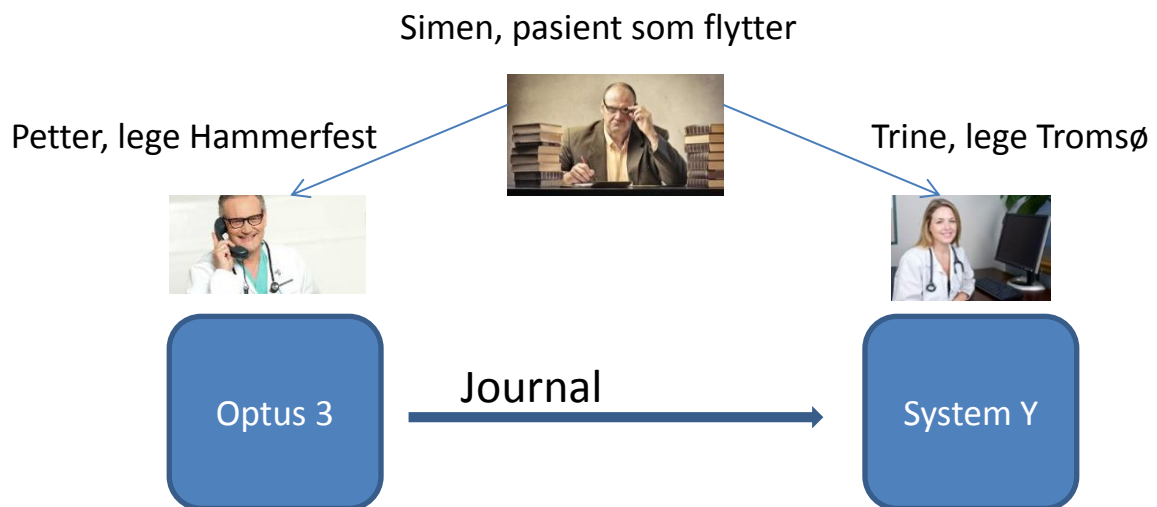 Simen, pasient som flytter
Petter, lege Hammerfest
Trine, lege Tromsø
Journal
Optus 3
System Y